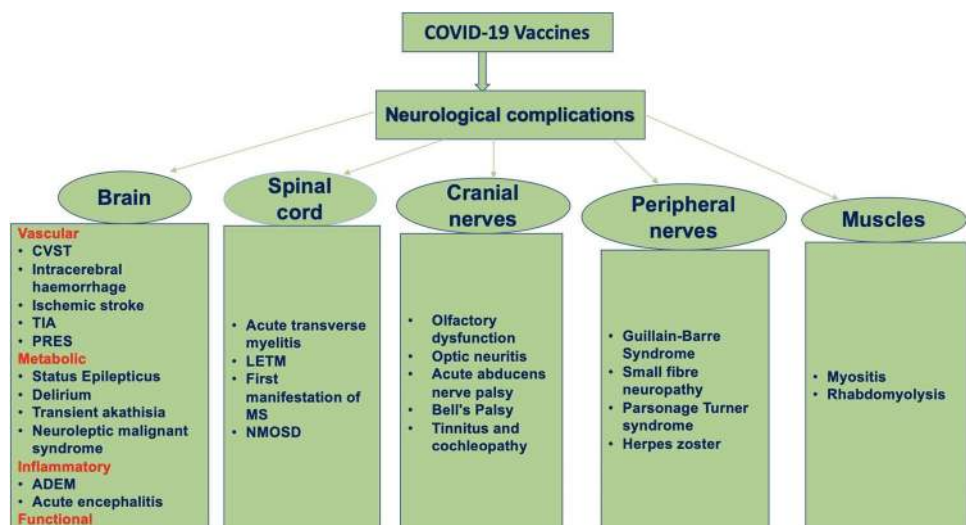 COVID-19 Vaccines
Neurological complications
Brain
Vascular
• CVST
• Intracerebral
haemorrhage
• Ischemic stroke
• TIA
• PRES
Metabolic
• Status Epilepticus
• Delirium
• Transient akathisia
• Neuroleptic malignant
syndrome
Inflammatory
• ADEM
• Acute encephalitis
Functional
Spinal
cord
• Acute transverse
myelitis
• LETM
• First
manifestation of
MS
• NMOSD
Cranial
nerves
• Olfactory
dysfunction
• Optic neuritis
• Acute abducens
nerve palsy
• Bell's Palsy
• Tinnitus and
cochleopathy
Peripheral
nerves
• Guillain-Barre
Syndrome
• Small fibre
neuropathy
• Parsonage Turner
syndrome
• Herpes zoster
Muscles
• Myositis
• Rhabdomyolysis